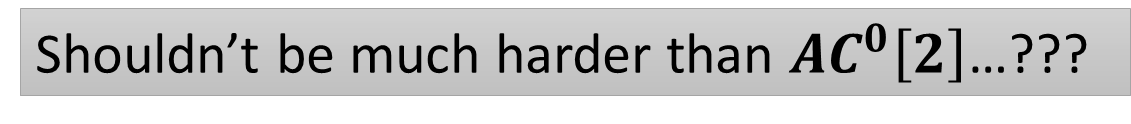 Shouldn't be much harder than 𝑨𝑪⁰[𝟐]...???